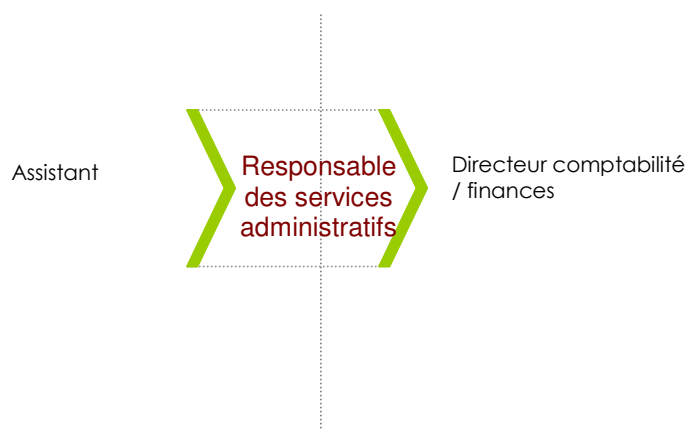 Assistant
Responsable
des services
administratifs
Directeur comptabilité
/ finances